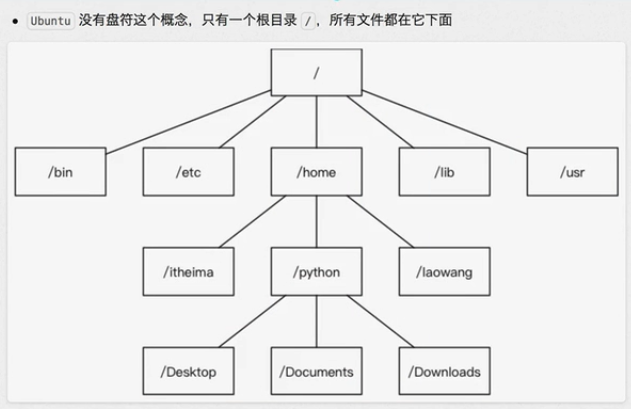 • Ubuntu 没有盘符这个概念，只有一个根目录 /，所有文件都在它下面
/
/bin /etc /home /lib /usr
/itheima /python /laowang
/Desktop /Documents /Downloads